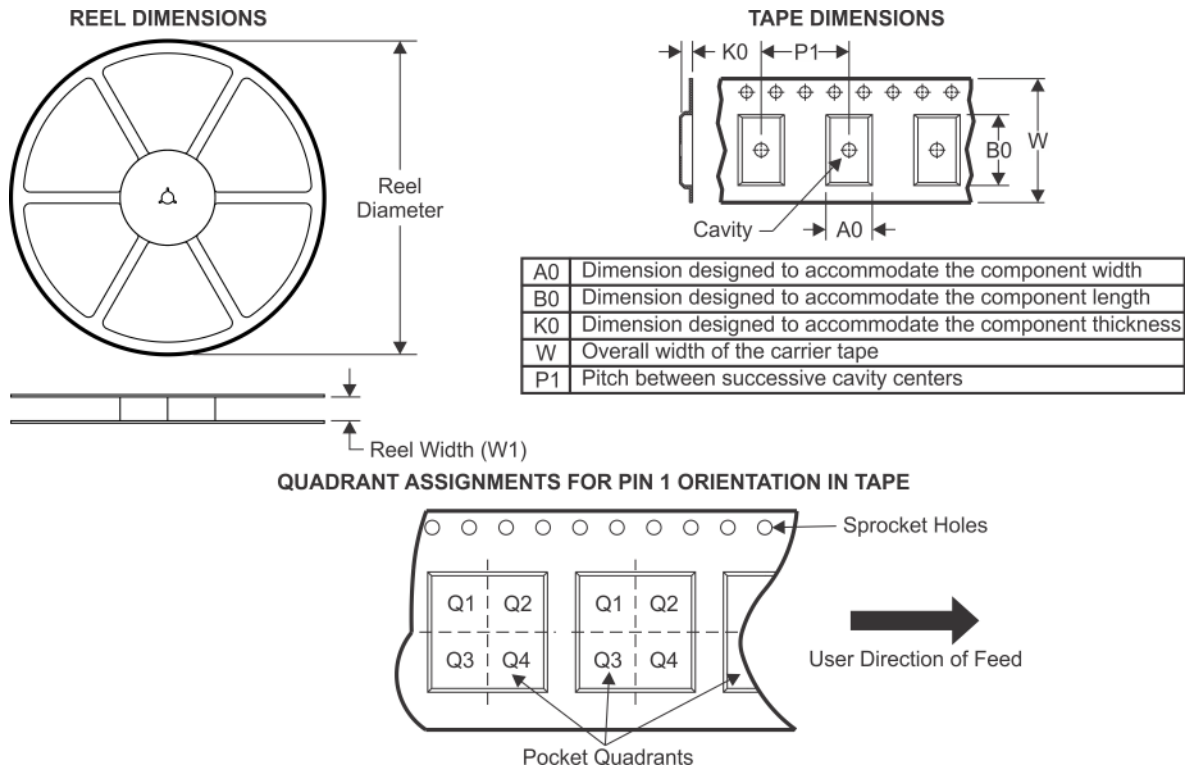 REEL DIMENSIONS
Reel
Diameter
Reel Width (W1)
TAPE DIMENSIONS
K0
P1
B0
W
Cavity
A0
A0 Dimension designed to accommodate the component width
B0 Dimension designed to accommodate the component length
K0 Dimension designed to accommodate the component thickness
W Overall width of the carrier tape
P1 Pitch between successive cavity centers
QUADRANT ASSIGNMENTS FOR PIN 1 ORIENTATION IN TAPE
Sprocket Holes
Q1 Q2 Q1 Q2
Q3 Q4 Q3 Q4
User Direction of Feed
Pocket Quadrants